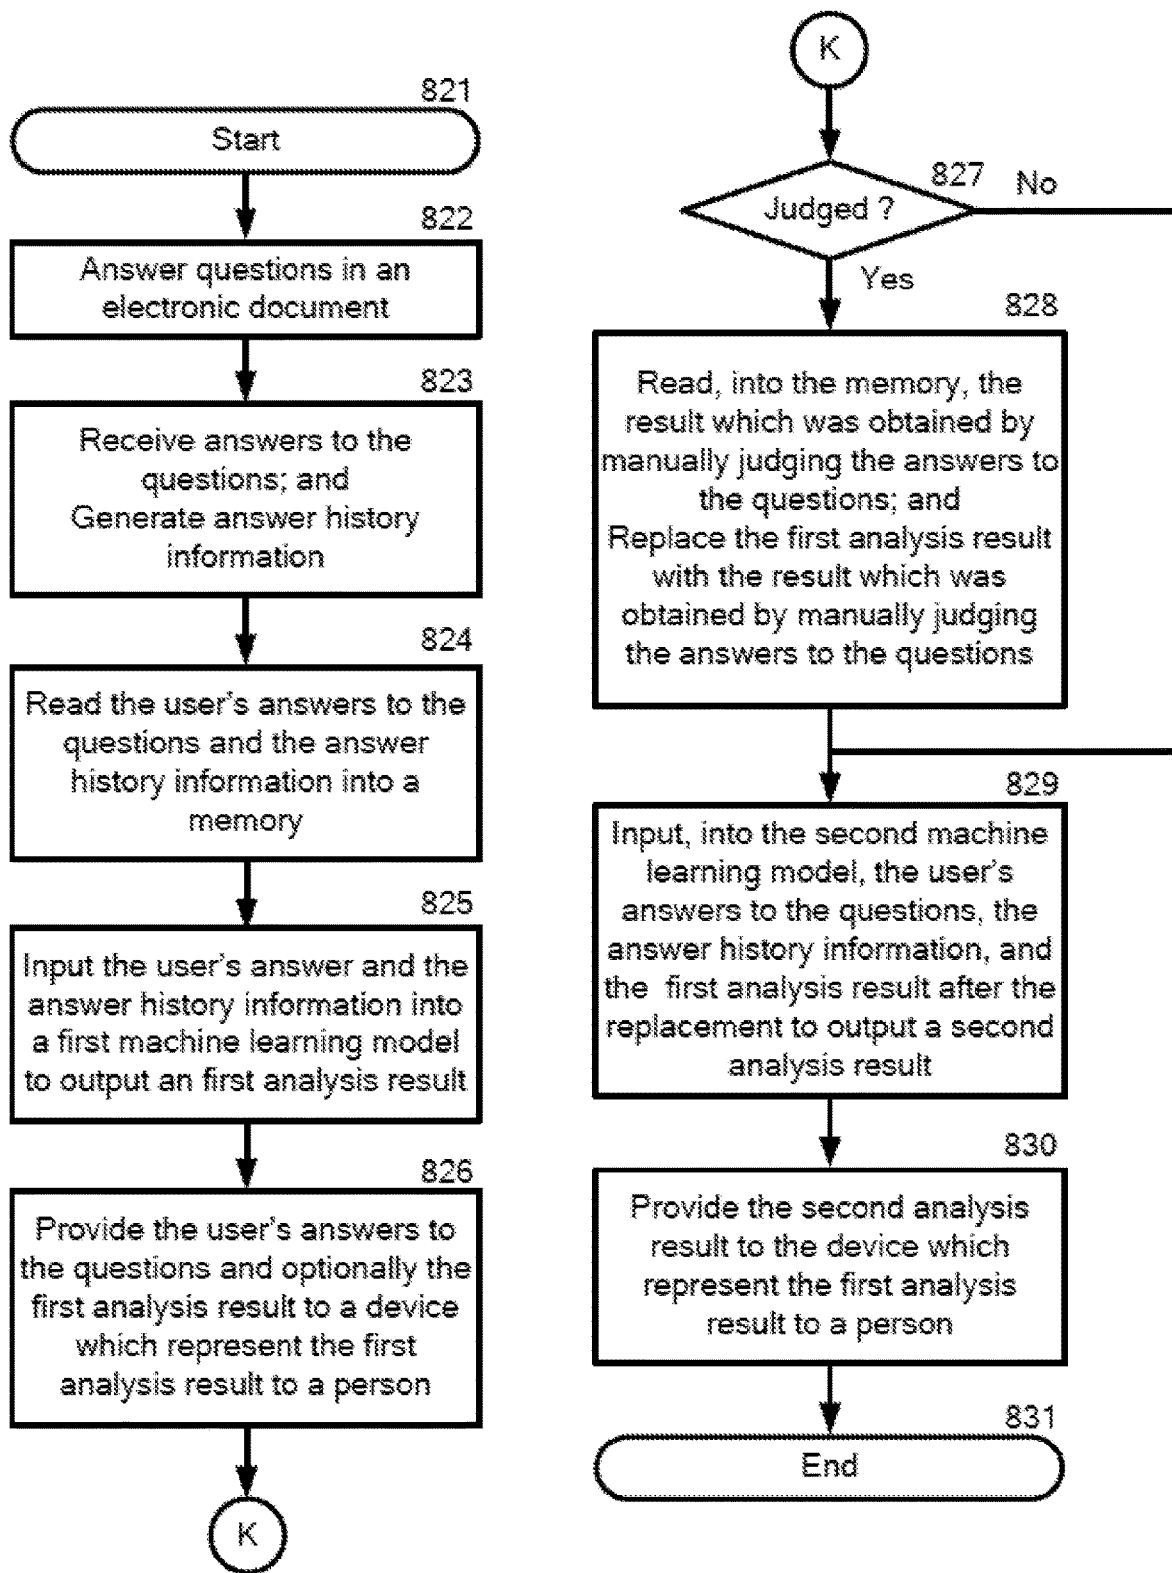 821
Start
822
Answer questions in an
electronic document
823
Receive answers to the
questions; and
Generate answer history
information
824
Read the user's answers to the
questions and the answer
history information into a
memory
825
Input the user's answer and the
answer history information into
a first machine learning model
to output an first analysis result
826
Provide the user's answers to
the questions and optionally the
first analysis result to a device
which represent the first
analysis result to a person
K
K
827
No
Judged ?
Yes
828
Read, into the memory, the
result which was obtained by
manually judging the answers to
the questions; and
Replace the first analysis result
with the result which was
obtained by manually judging
the answers to the questions
829
Input, into the second machine
learning model, the user's
answers to the questions, the
answer history information, and
the first analysis result after the
replacement to output a second
analysis result
830
Provide the second analysis
result to the device which
represent the first analysis
result to a person
831
End